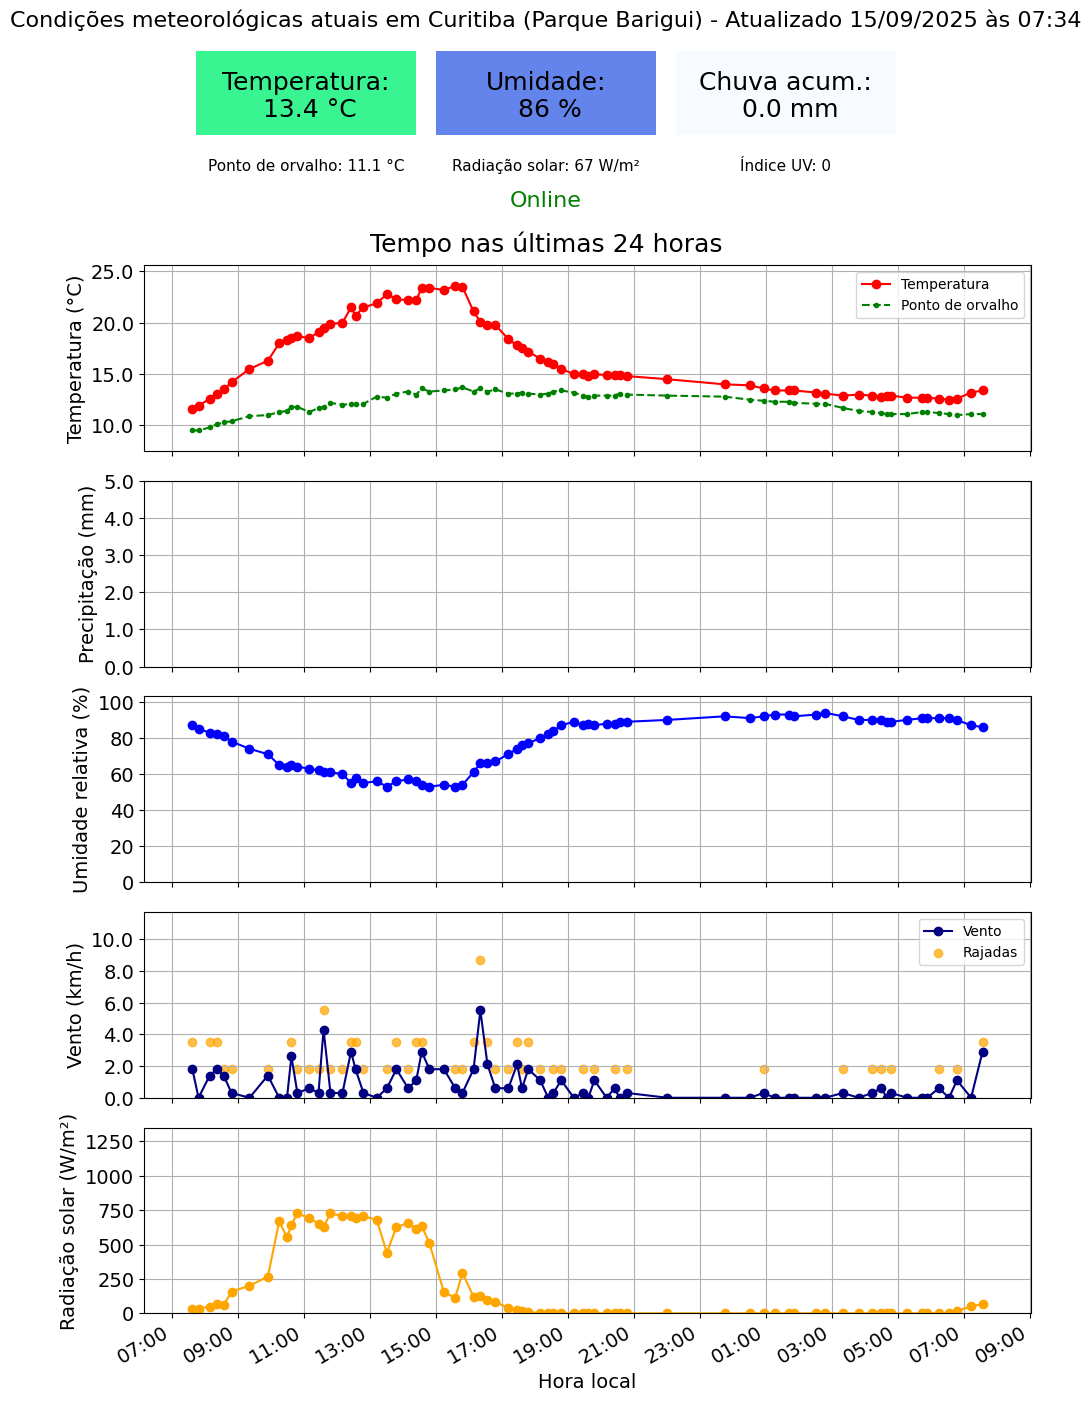 Condições meteorológicas atuais em Curitiba (Parque Barigui) - Atualizado 15/09/2025 às 07:34
Temperatura:
13.4 °C
Umidade:
86 %
Chuva acum.:
0.0 mm
Ponto de orvalho: 11.1 °C
Radiação solar: 67 W/m²
Índice UV: 0
Online
Tempo nas últimas 24 horas
Temperatura (°C)
25.0
20.0
15.0
10.0
Temperatura
Ponto de orvalho
Precipitação (mm)
5.0
4.0
3.0
2.0
1.0
0.0
Umidade relativa (%)
100
80
60
40
20
0
Vento (km/h)
10.0
8.0
6.0
4.0
2.0
0.0
Vento
Rajadas
Radiação solar (W/m²)
1250
1000
750
500
250
0
07:00
09:00
11:00
13:00
15:00
17:00
19:00
21:00
23:00
01:00
03:00
05:00
07:00
09:00
Hora local